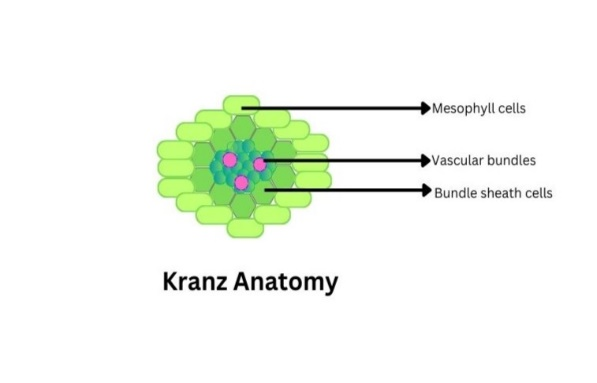 Mesophyll cells
Vascular bundles
Bundle sheath cells
Kranz Anatomy